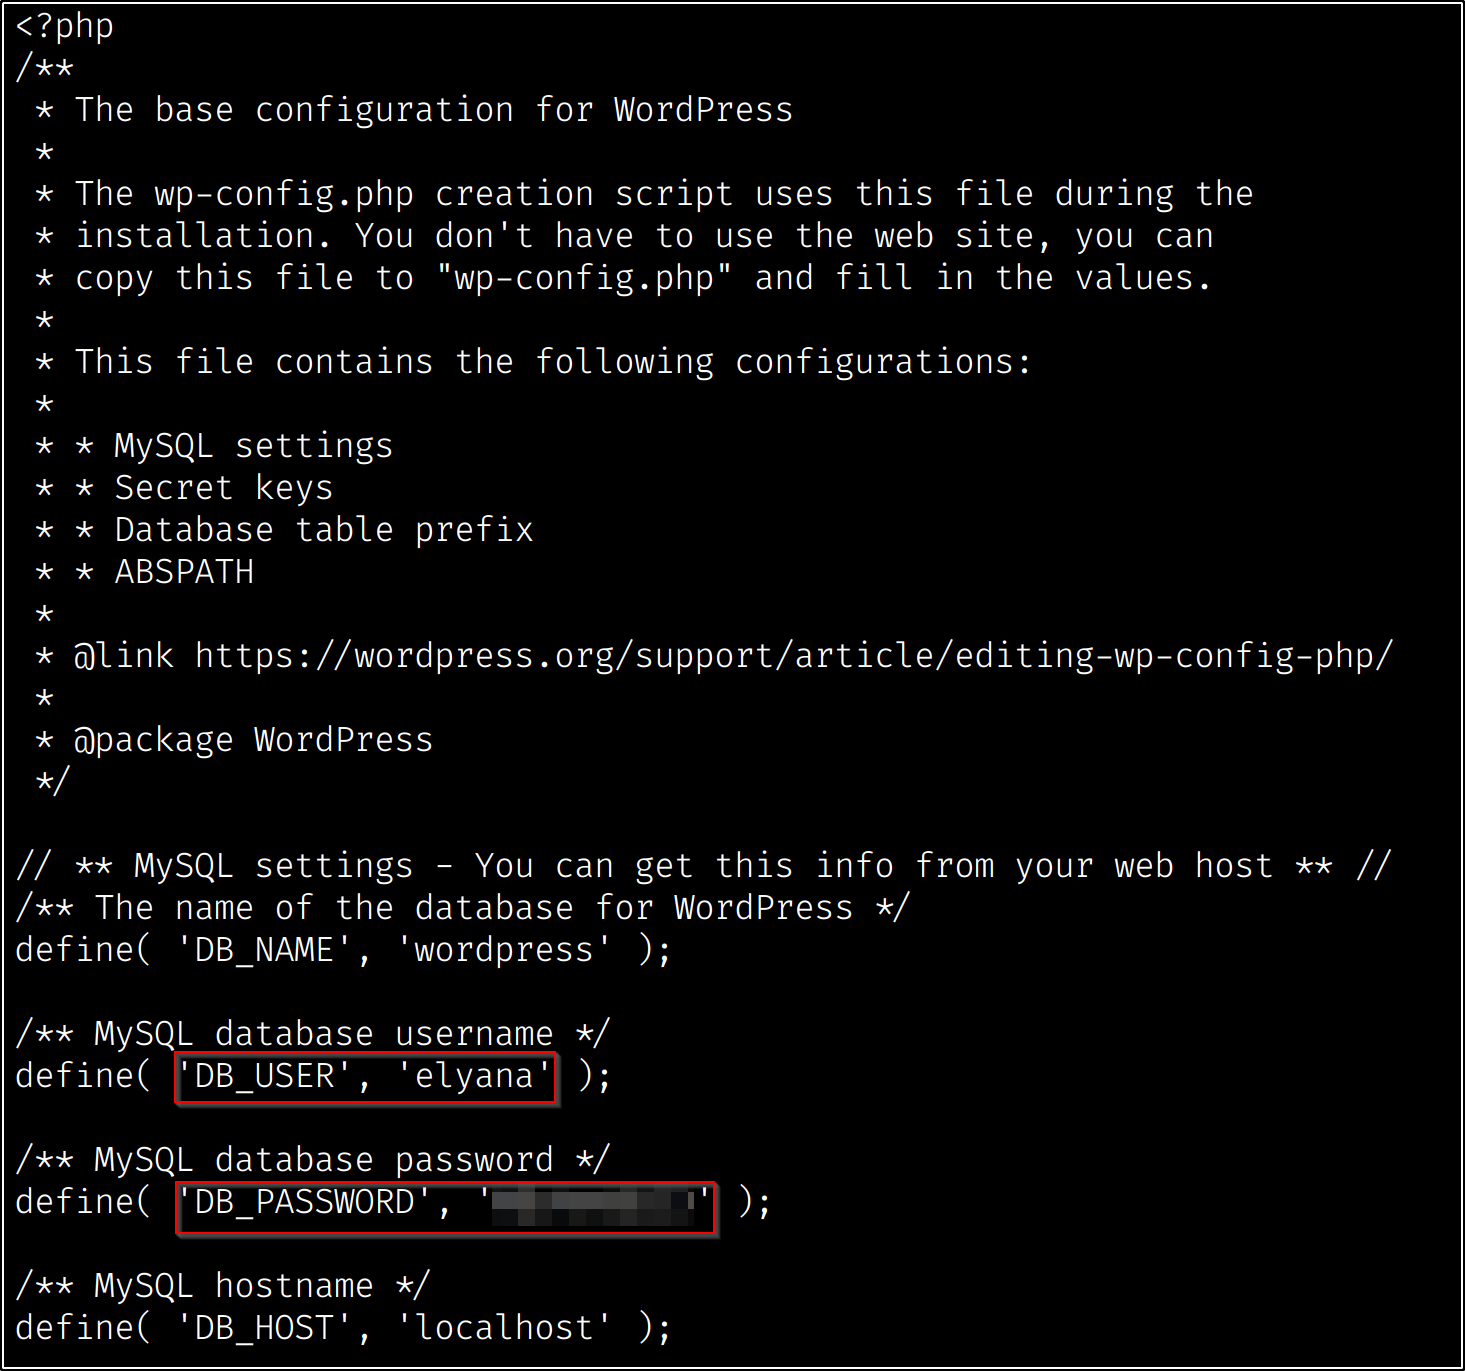 <?php
/**
 * The base configuration for WordPress
 *
 * The wp-config.php creation script uses this file during the
 * installation. You don't have to use the web site, you can
 * copy this file to "wp-config.php" and fill in the values.
 *
 * This file contains the following configurations:
 *
 * * MySQL settings
 * * Secret keys
 * * Database table prefix
 * * ABSPATH
 *
 * @link https://wordpress.org/support/article/editing-wp-config-php/
 *
 * @package WordPress
 */

// ** MySQL settings - You can get this info from your web host ** //
/** The name of the database for WordPress */
define( 'DB_NAME', 'wordpress' );

/** MySQL database username */
define( 'DB_USER', 'elyana' );

/** MySQL database password */
define( 'DB_PASSWORD', '' );

/** MySQL hostname */
define( 'DB_HOST', 'localhost' );